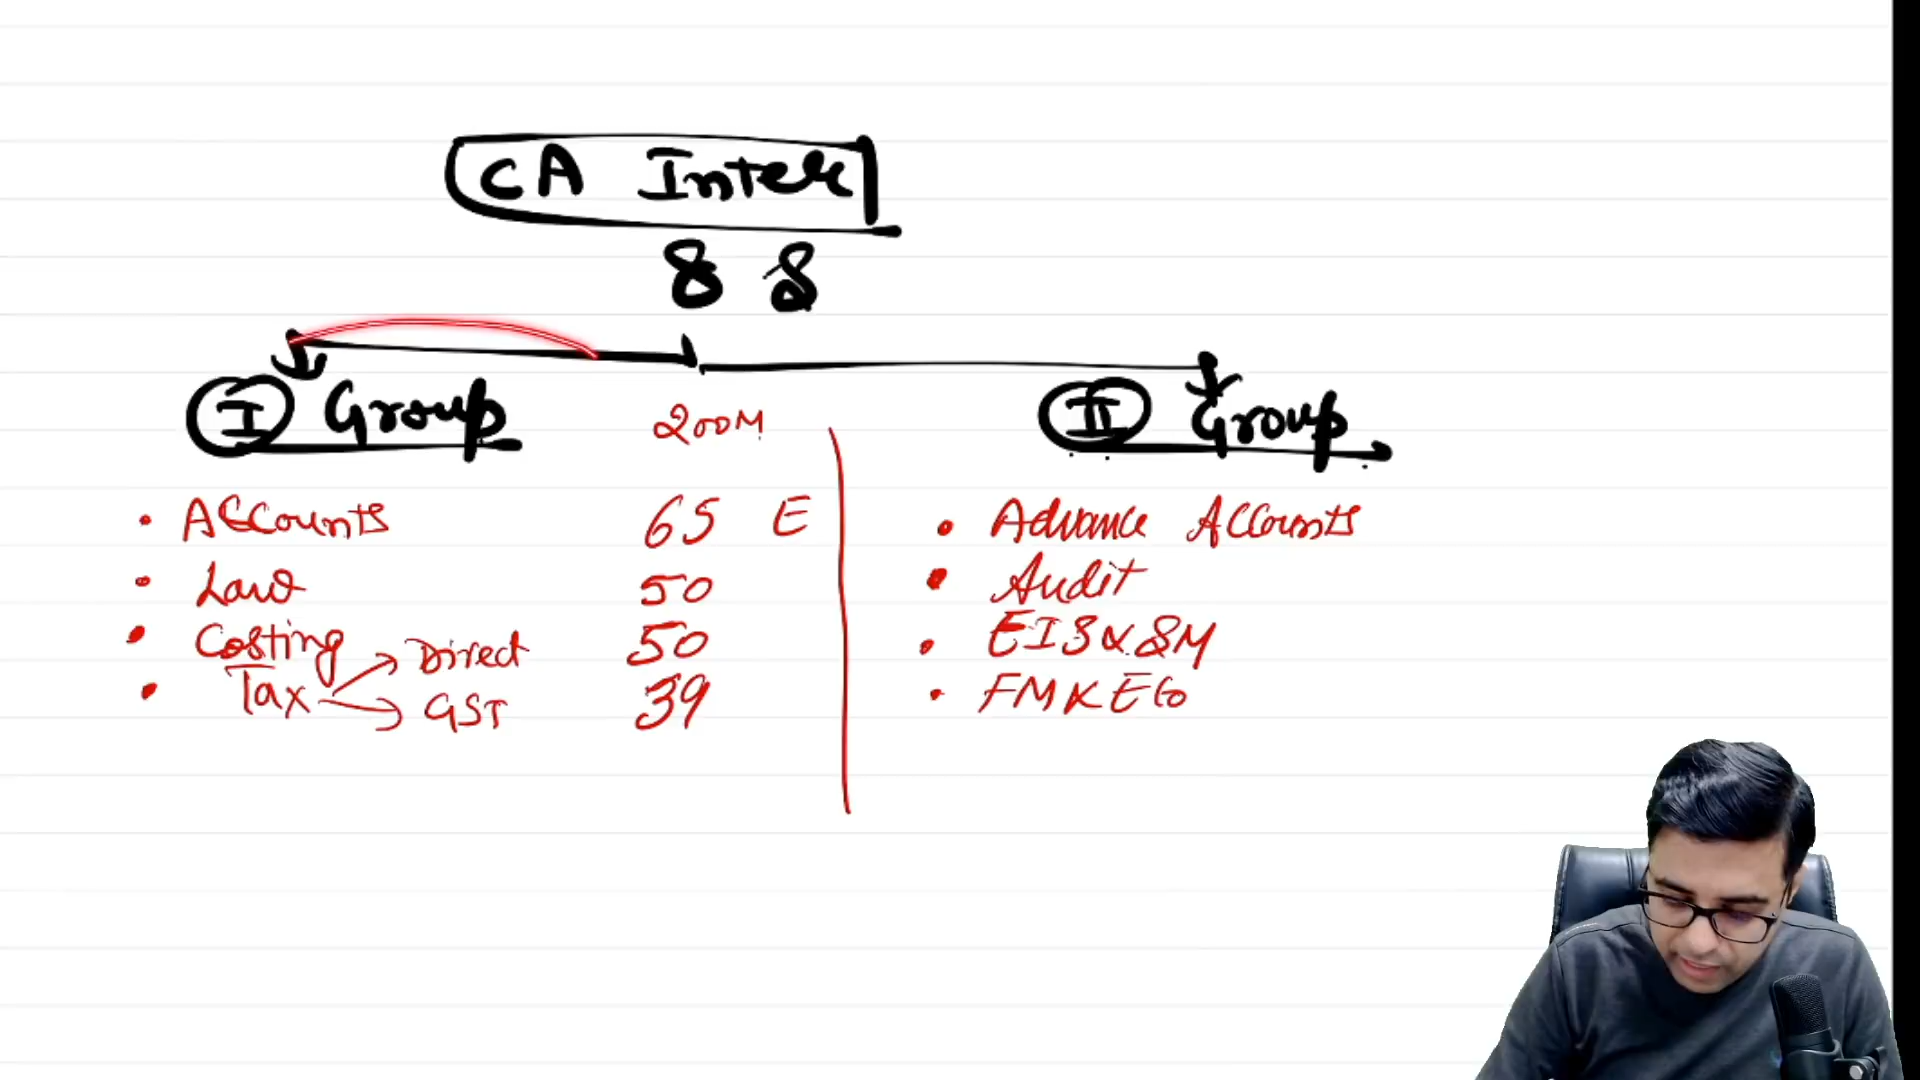 CA Inter
8 8
I Group
200M
II Group
• Accounts 65 E
• Law 50
• Costing 50
• Tax Direct GST 39
• Advance Accounts
• Audit
• EIS & SM
• FM & ECO